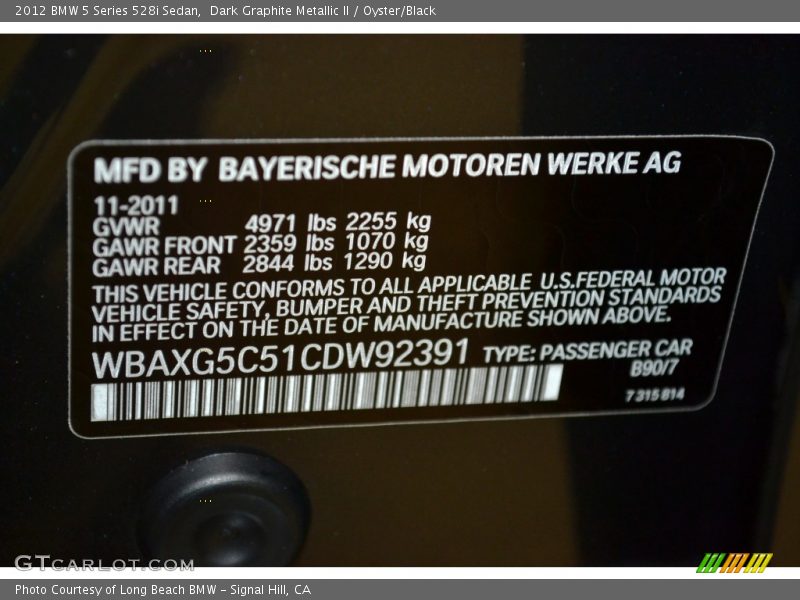 2012 BMW 5 Series 528i Sedan,  Dark Graphite Metallic II / Oyster/Black
MFD BY BAYERISCHE MOTOREN WERKE AG
11-2011
GVWR 4971 lbs 2255 kg
GAWR FRONT 2359 lbs 1070 kg
GAWR REAR 2844 lbs 1290 kg
THIS VEHICLE CONFORMS TO ALL APPLICABLE U.S.FEDERAL MOTOR
VEHICLE SAFETY, BUMPER AND THEFT PREVENTION STANDARDS
IN EFFECT ON THE DATE OF MANUFACTURE SHOWN ABOVE.
WBAXG5C51CDW92391 TYPE: PASSENGER CAR
B90/7
7 315 814
GTCARLOT.COM
Photo Courtesy of Long Beach BMW - Signal Hill, CA